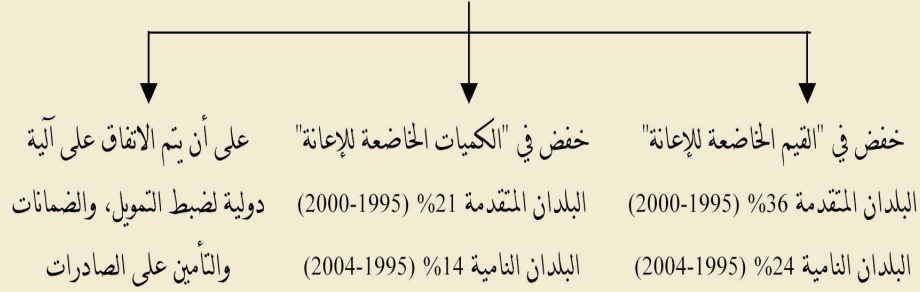 خفض في "القيم الخاضعة للإعانة"
البلدان المتقدمة 36% (1995-2000)
البلدان النامية 24% (1995-2004)
خفض في "الكميات الخاضعة للإعانة"
البلدان المتقدمة 21% (1995-2000)
البلدان النامية 14% (1995-2004)
على أن يتم الاتفاق على آلية
دولية لضبط التمويل، والضمانات
والتأمين على الصادرات